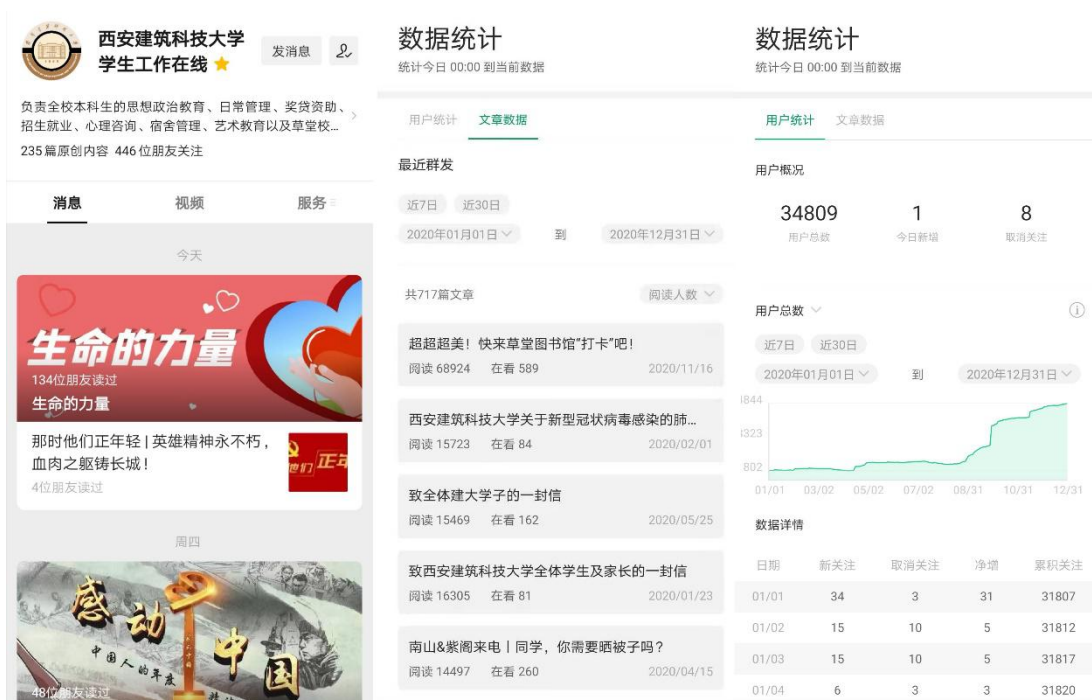 西安建筑科技大学
学生工作在线
发消息
负责全校本科生的思想政治教育、日常管理、奖贷资助、
招生就业、心理咨询、宿舍管理、艺术教育以及草堂校...
235篇原创内容 446位朋友关注
消息
视频
服务
今天
生命的力量
134位朋友读过
生命的力量
那时他们正年轻 | 英雄精神永不朽，
血肉之躯铸长城！
4位朋友读过
周四
感动中国
中国人的年度
48位朋友读过
数据统计
统计今日 00:00 到当前数据
用户统计 文章数据
最近群发
近7日 近30日
2020年01月01日 到 2020年12月31日
共717篇文章 阅读人数
超超超美！快来草堂图书馆“打卡”吧！
阅读 68924 在看 589 2020/11/16
西安建筑科技大学关于新型冠状病毒感染的肺...
阅读 15723 在看 84 2020/02/01
致全体建大学子的一封信
阅读 15469 在看 162 2020/05/25
致西安建筑科技大学全体学生及家长的一封信
阅读 16305 在看 81 2020/01/23
南山&紫阁来电丨同学，你需要晒被子吗？
阅读 14497 在看 260 2020/04/15
数据统计
统计今日 00:00 到当前数据
用户统计 文章数据
用户概况
34809 1 8
用户总数 今日新增 取消关注
用户总数
近7日 近30日
2020年01月01日 到 2020年12月31日
802
01/01 03/02 05/02 07/02 08/31 10/31 12/31
数据详情
日期 新关注 取消关注 净增 累积关注
01/01 34 3 31 31807
01/02 15 10 5 31812
01/03 15 10 5 31817
01/04 6 3 3 31820